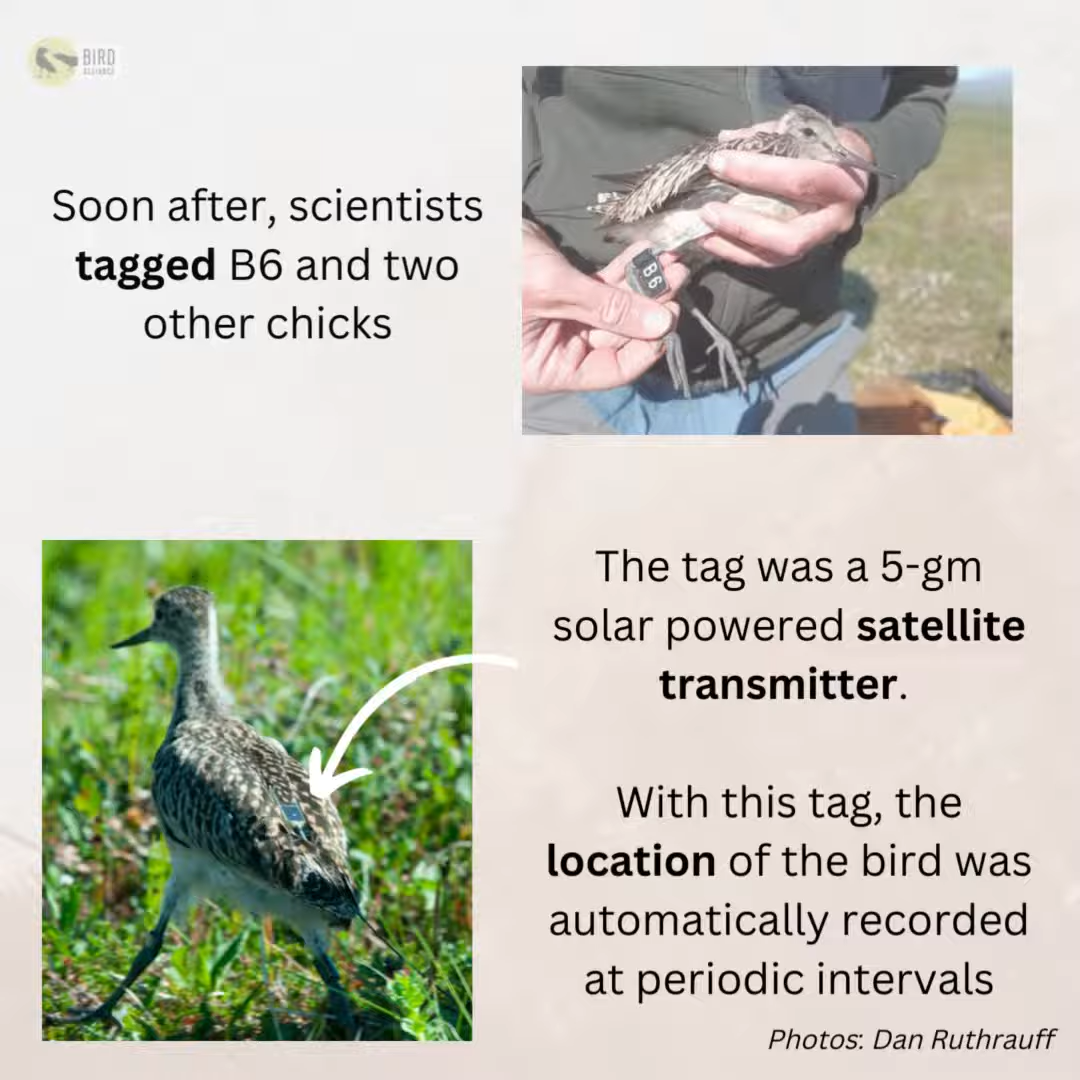 BIRD
ALLIANCE
Soon after, scientists
tagged B6 and two
other chicks
B6
The tag was a 5-gm
solar powered satellite
transmitter.
With this tag, the
location of the bird was
automatically recorded
at periodic intervals
Photos: Dan Ruthrauff